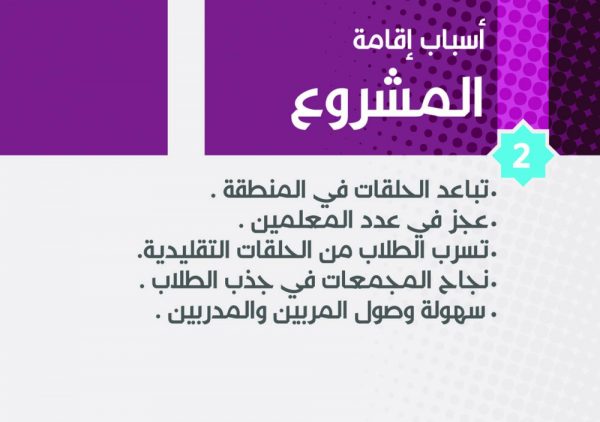 أسباب إقامة
المشروع
2
•تباعد الحلقات في المنطقة .
•عجز في عدد المعلمين .
•تسرب الطلاب من الحلقات التقليدية.
•نجاح المجمعات في جذب الطلاب .
•سهولة وصول المربين والمدربين .